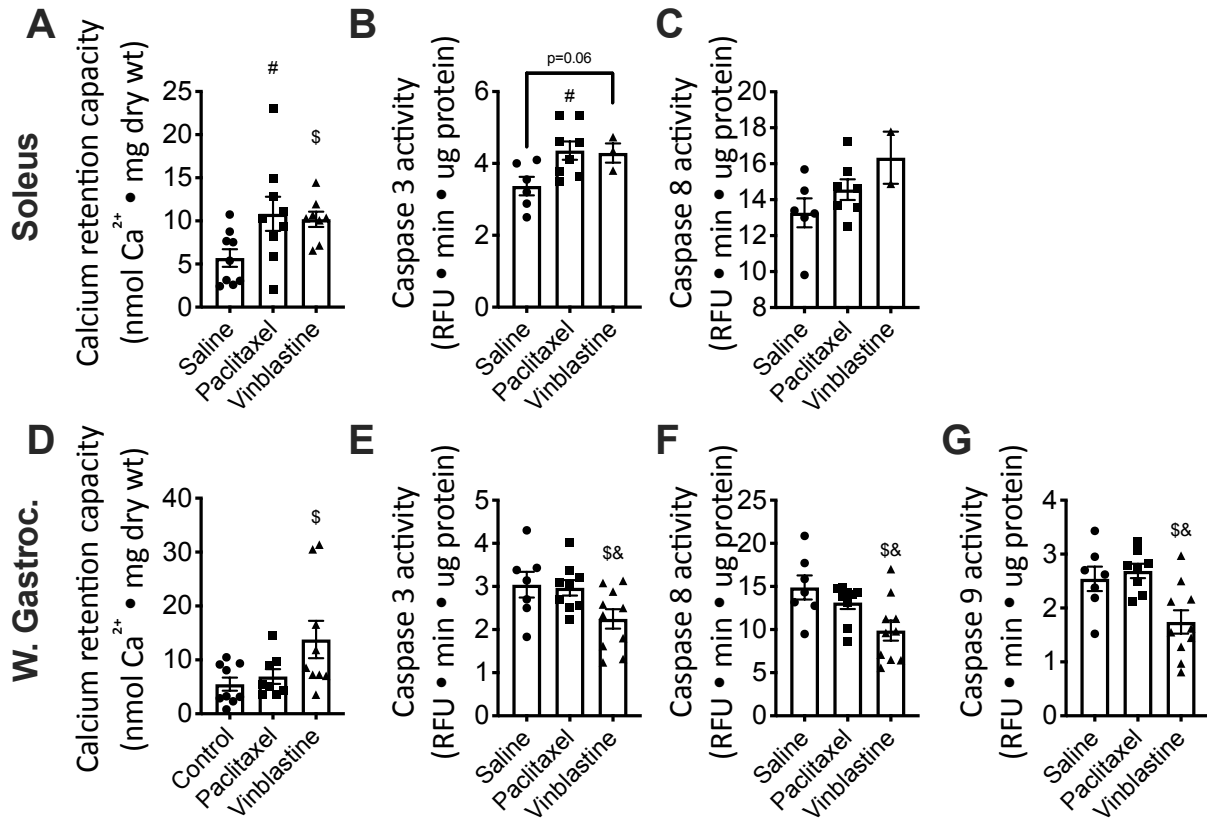 A
B
C
Soleus
Calcium retention capacity
(nmol Ca²⁺ • mg dry wt)
25
20
15
10
5
0
#
$
Saline
Paclitaxel
Vinblastine
Caspase 3 activity
(RFU • min • ug protein)
6
4
2
0
p=0.06
#
Saline
Paclitaxel
Vinblastine
Caspase 8 activity
(RFU • min • ug protein)
20
18
16
14
12
10
8
Saline
Paclitaxel
Vinblastine
D
E
F
G
W. Gastroc.
Calcium retention capacity
(nmol Ca²⁺ • mg dry wt)
40
30
20
10
0
$
Control
Paclitaxel
Vinblastine
Caspase 3 activity
(RFU • min • ug protein)
5
4
3
2
1
0
$&
Saline
Paclitaxel
Vinblastine
Caspase 8 activity
(RFU • min • ug protein)
25
20
15
10
5
0
$&
Saline
Paclitaxel
Vinblastine
Caspase 9 activity
(RFU • min • ug protein)
4
3
2
1
0
$&
Saline
Paclitaxel
Vinblastine